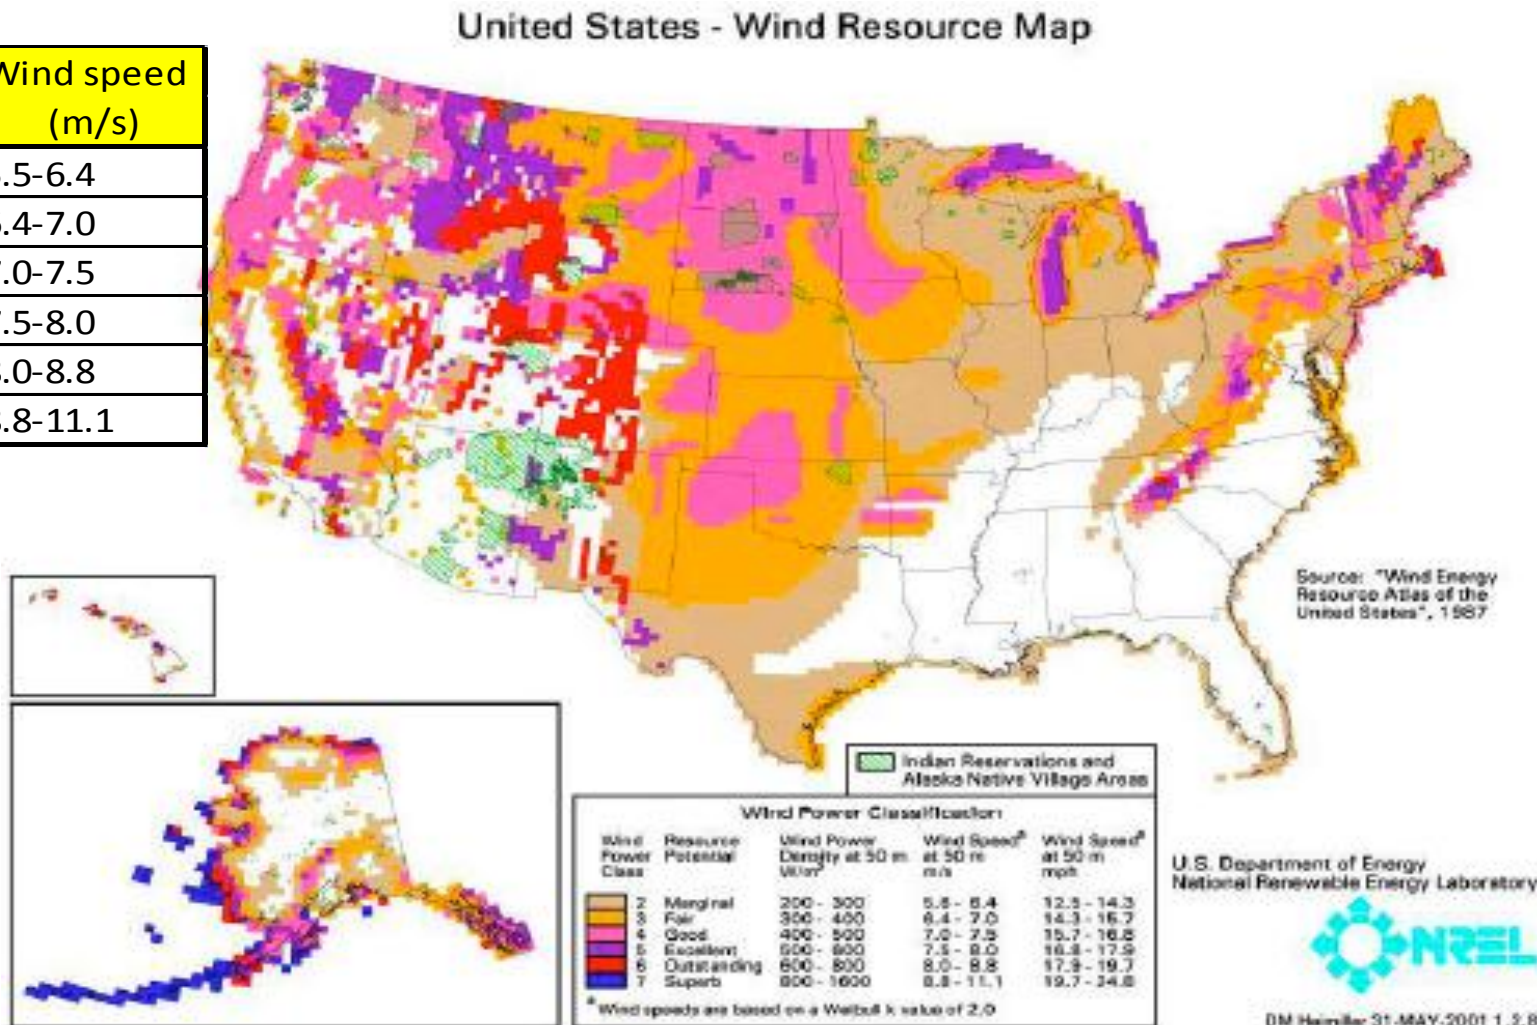 United States - Wind Resource Map
Wind speed
(m/s)
.5-6.4
.4-7.0
.0-7.5
.5-8.0
.0-8.8
.8-11.1
Source: "Wind Energy
Resource Atlas of the
United States", 1987
Indian Reservations and
Alaska Native Village Areas
Wind Power Classification
Wind Power Class Resource Potential Wind Power Density at 50 m W/m² Wind Speedª at 50 m m/s Wind Speedª at 50 m mph
2 Marginal 200 - 300 5.6 - 6.4 12.5 - 14.3
3 Fair 300 - 400 6.4 - 7.0 14.3 - 15.7
4 Good 400 - 500 7.0 - 7.5 15.7 - 16.8
5 Excellent 500 - 600 7.5 - 8.0 16.8 - 17.9
6 Outstanding 600 - 800 8.0 - 8.8 17.9 - 19.7
7 Superb 800 - 1600 8.8 - 11.1 19.7 - 24.8
ª Wind speeds are based on a Weibull k value of 2.0
U.S. Department of Energy
National Renewable Energy Laboratory
NREL
31-MAY-2001